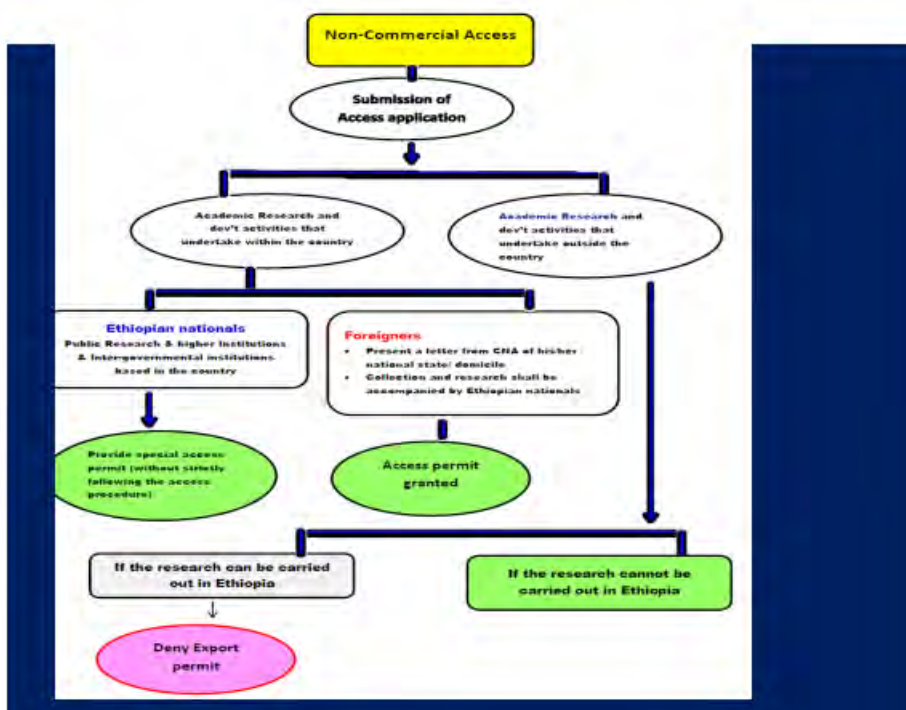 Non-Commercial Access
Submission of
Access application
Academic Research and
dev't activities that
undertake within the country
Academic Research and
dev't activities that
undertake outside the
country
Ethiopian nationals
Public Research & higher Institutions
& Inter-governmental institutions
based in the country
Foreigners
• Present a letter from CNA of his/her
national state/ domicile
• Collection and research shall be
accompanied by Ethiopian nationals
Provide special access
permit (without strictly
following the access
procedure)
Access permit
granted
If the research can be carried
out in Ethiopia
If the research cannot be
carried out in Ethiopia
Deny Export
permit